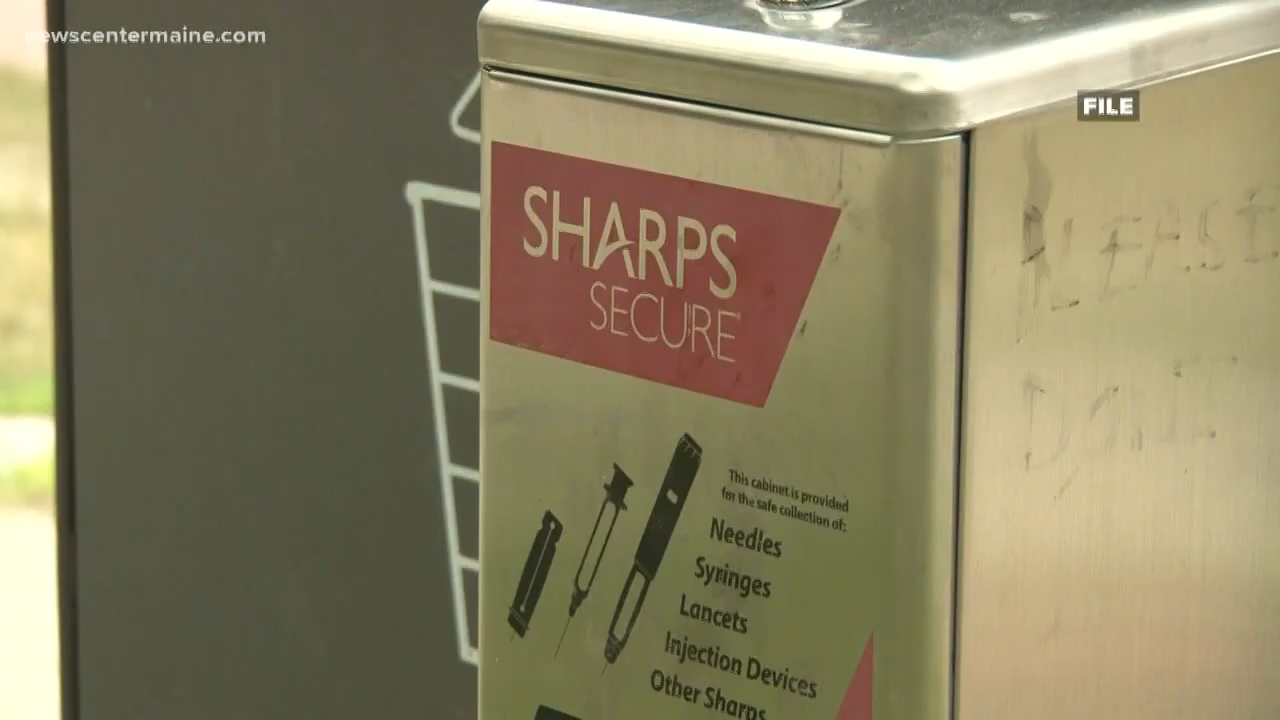 newscentermaine.com
FILE
SHARPS
SECURE
This cabinet is provided
for the safe collection of:
Needles
Syringes
Lancets
Injection Devices
Other Sharps
PLEASE